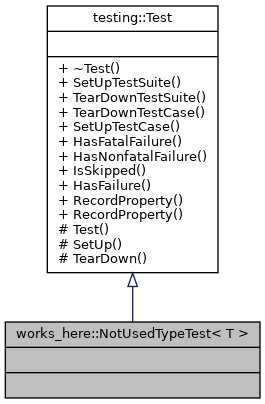 testing::Test
+ ~Test()
+ SetUpTestSuite()
+ TearDownTestSuite()
+ TearDownTestCase()
+ SetUpTestCase()
+ HasFatalFailure()
+ HasNonfatalFailure()
+ IsSkipped()
+ HasFailure()
+ RecordProperty()
+ RecordProperty()
# Test()
# SetUp()
# TearDown()
works_here::NotUsedTypeTest< T >